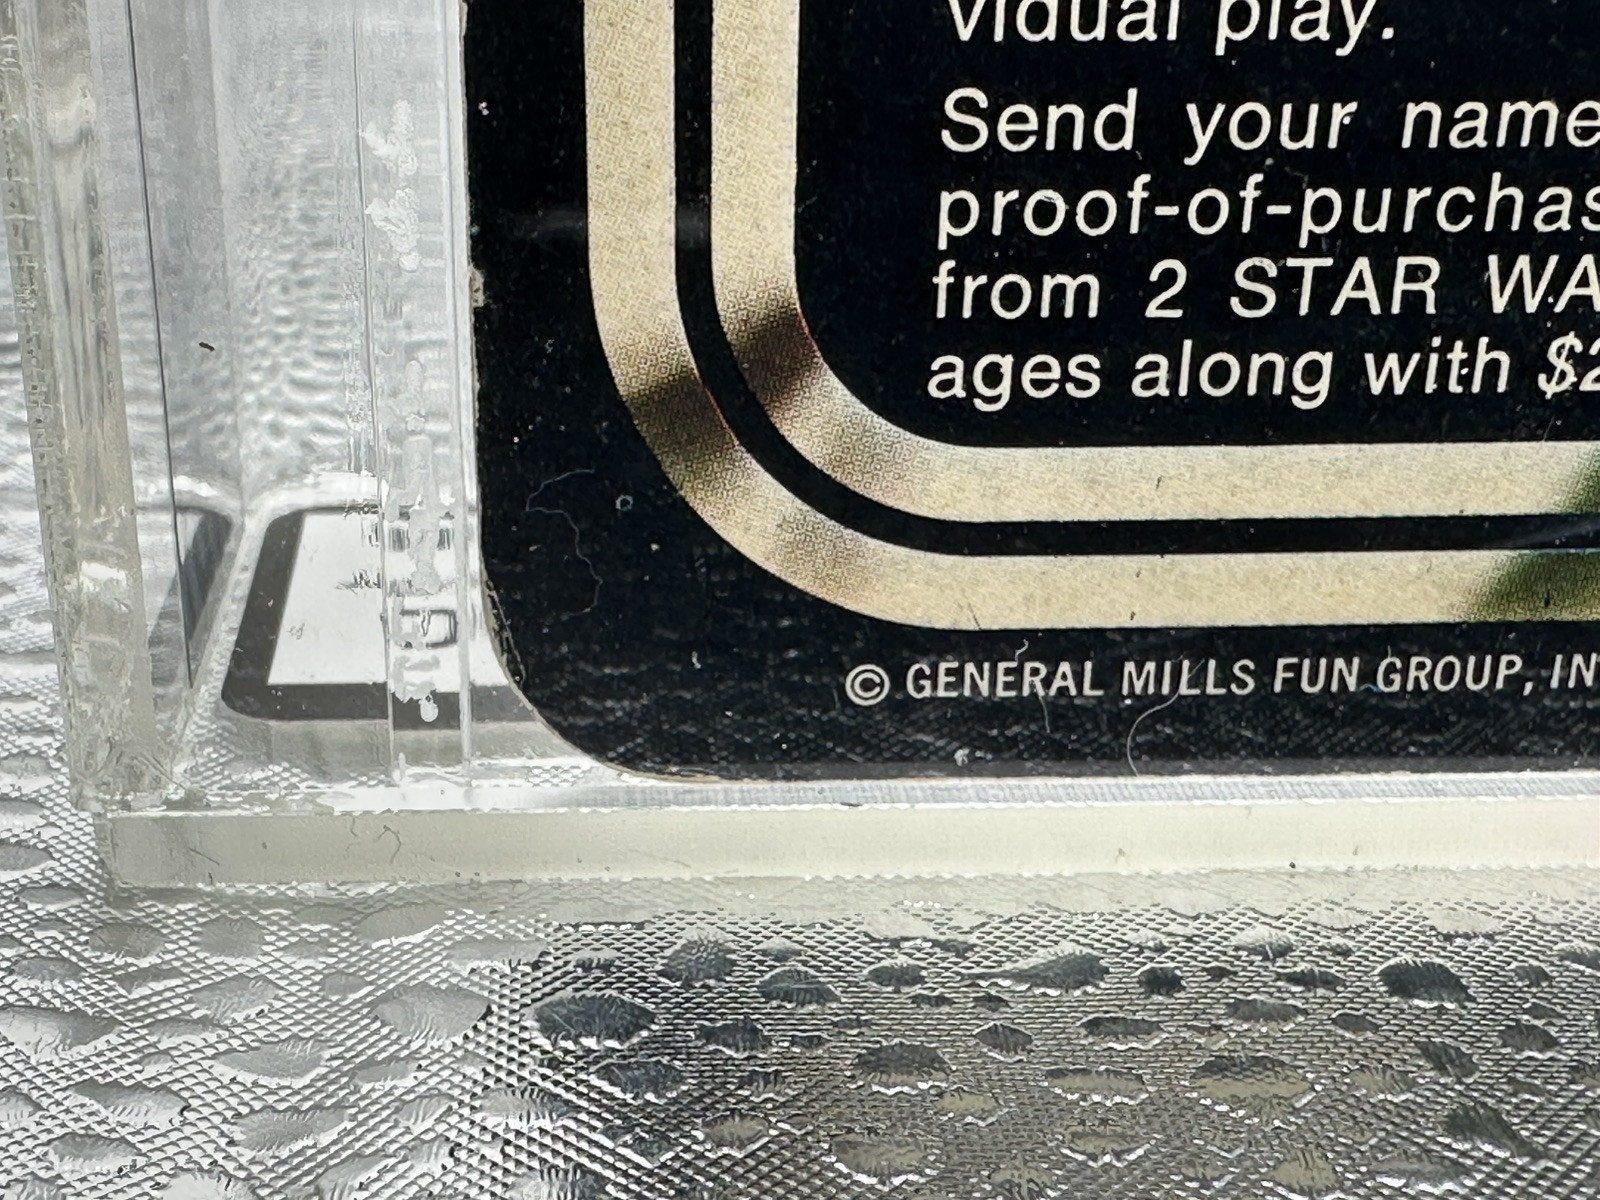 vidual play.
Send your name
proof-of-purchas
from 2 STAR WA
ages along with $2
© GENERAL MILLS FUN GROUP, IN